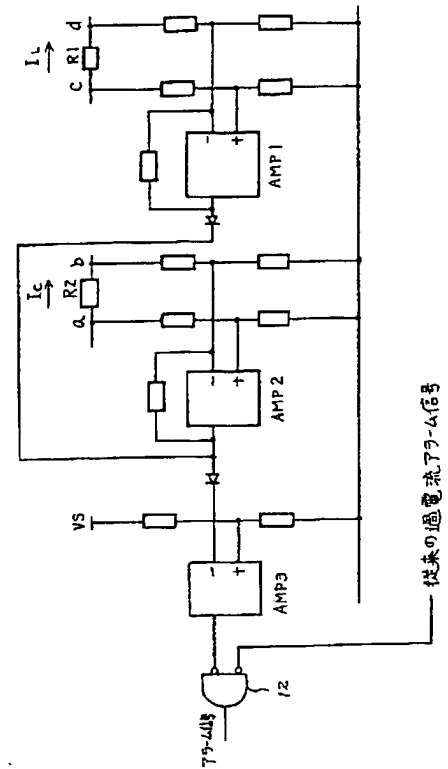 IL
R1
c
d
−
+
AMP1
Ic
R2
a
b
−
+
AMP2
VS
−
+
AMP3
12
アラーム信号
従来の過電流アラーム信号